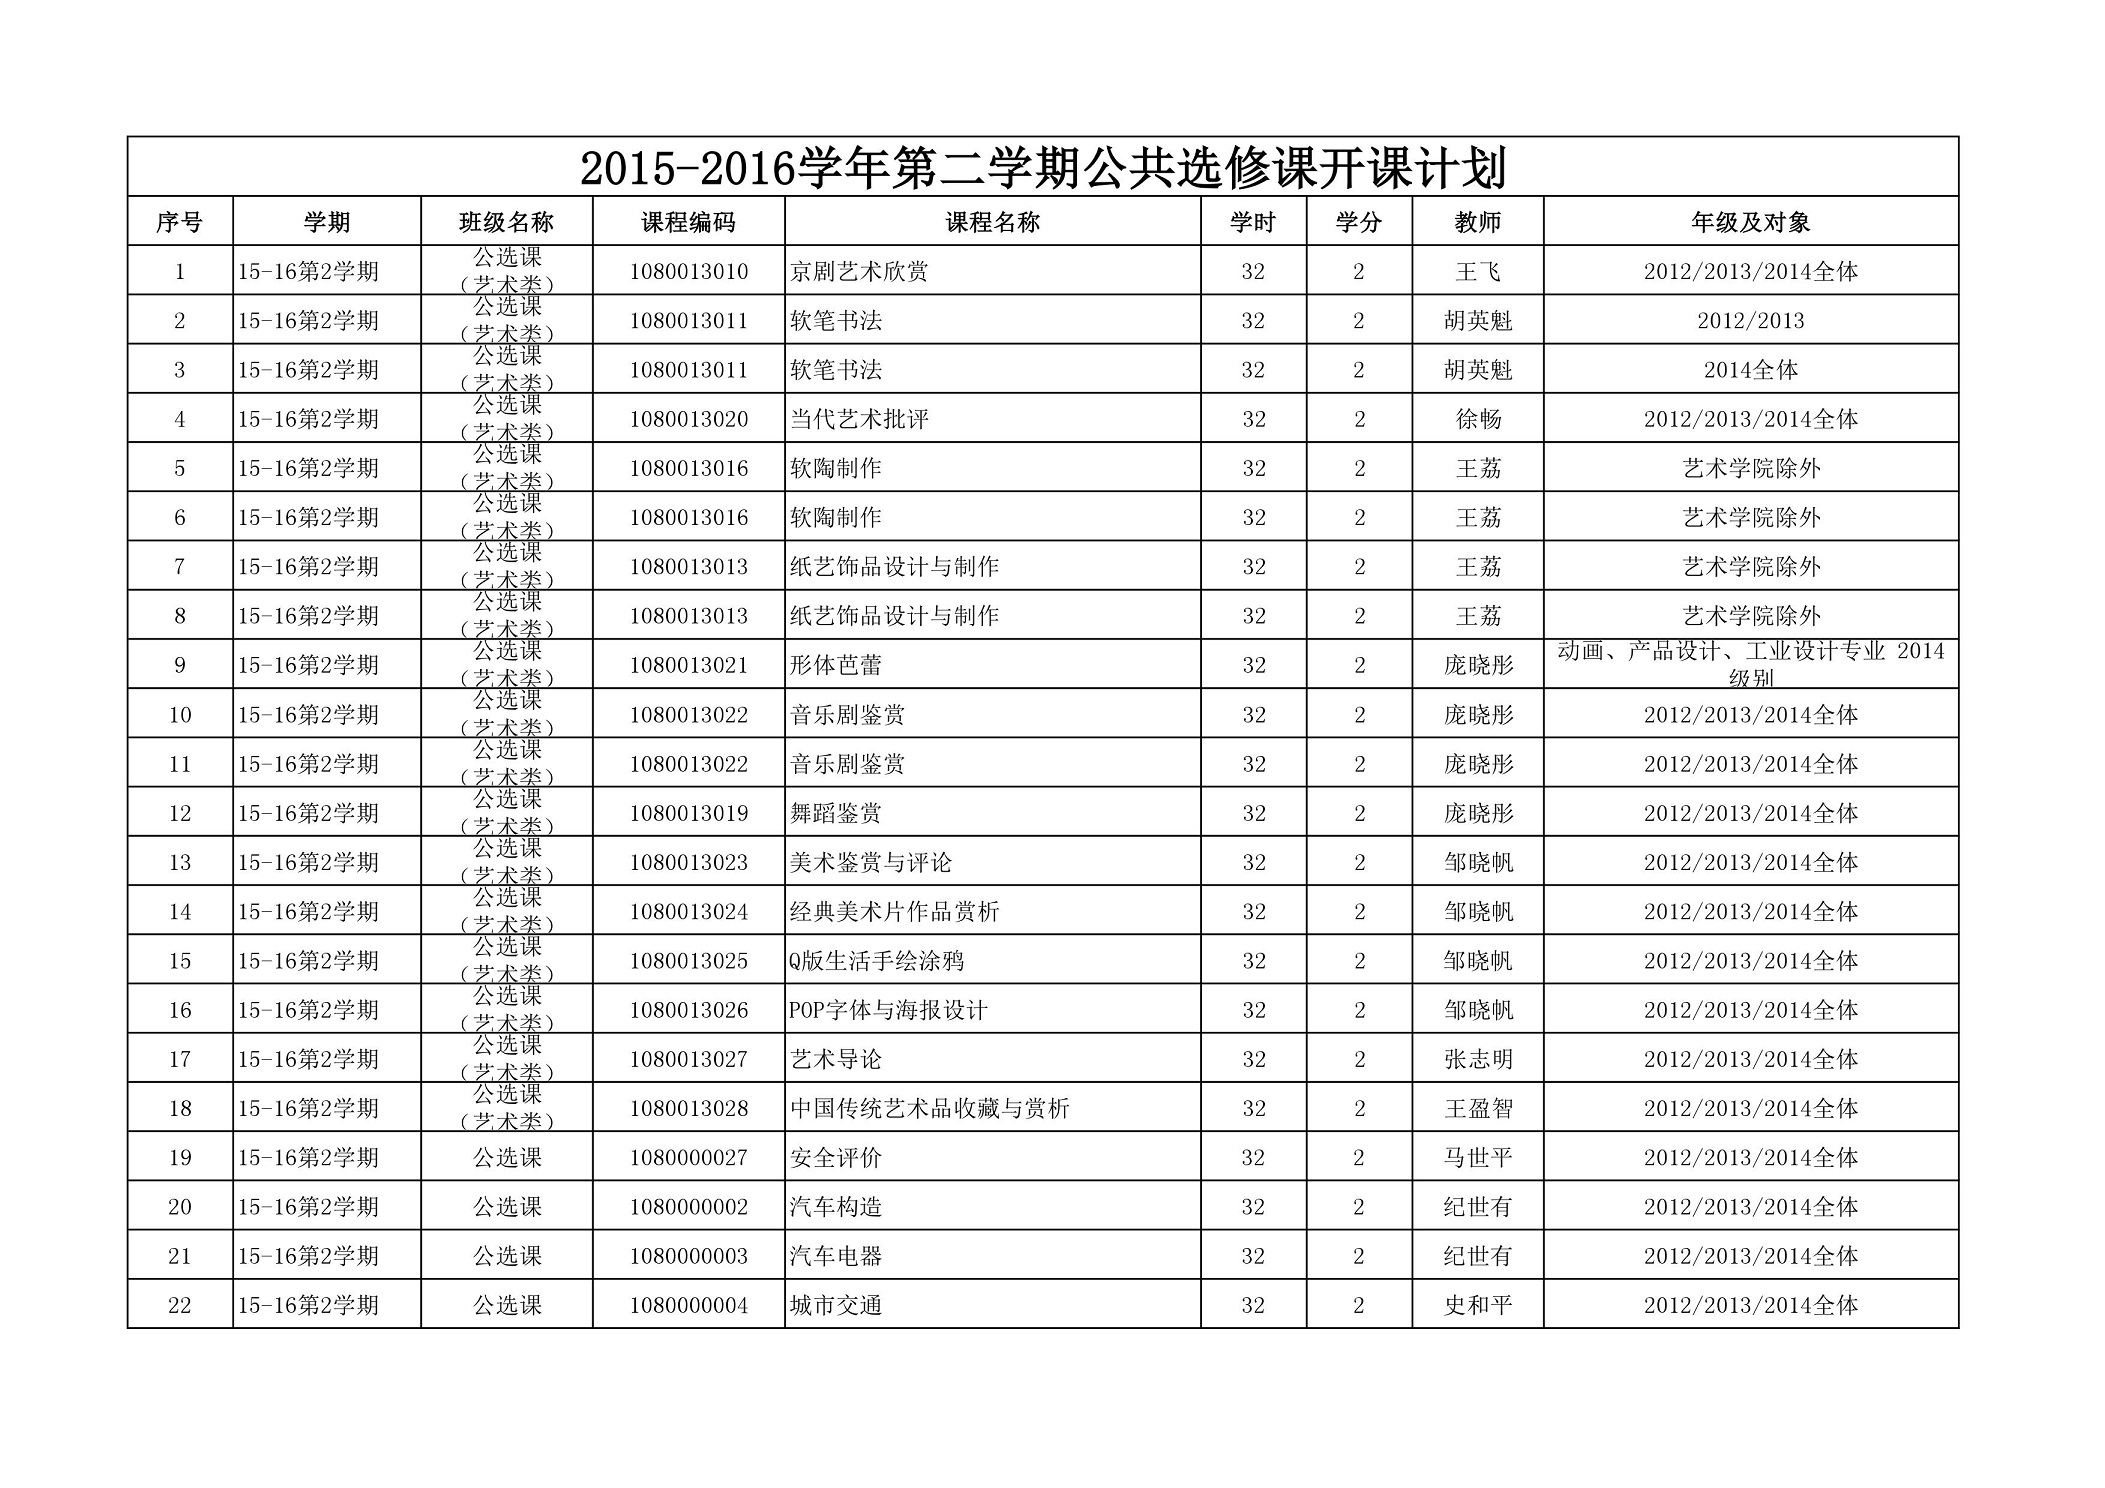 2015-2016学年第二学期公共选修课开课计划
序号 学期 班级名称 课程编码 课程名称 学时 学分 教师 年级及对象
1 15-16第2学期 公选课（艺术类） 1080013010 京剧艺术欣赏 32 2 王飞 2012/2013/2014全体
2 15-16第2学期 公选课（艺术类） 1080013011 软笔书法 32 2 胡英魁 2012/2013
3 15-16第2学期 公选课（艺术类） 1080013011 软笔书法 32 2 胡英魁 2014全体
4 15-16第2学期 公选课（艺术类） 1080013020 当代艺术批评 32 2 徐畅 2012/2013/2014全体
5 15-16第2学期 公选课（艺术类） 1080013016 软陶制作 32 2 王荔 艺术学院除外
6 15-16第2学期 公选课（艺术类） 1080013016 软陶制作 32 2 王荔 艺术学院除外
7 15-16第2学期 公选课（艺术类） 1080013013 纸艺饰品设计与制作 32 2 王荔 艺术学院除外
8 15-16第2学期 公选课（艺术类） 1080013013 纸艺饰品设计与制作 32 2 王荔 艺术学院除外
9 15-16第2学期 公选课（艺术类） 1080013021 形体芭蕾 32 2 庞晓彤 动画、产品设计、工业设计专业 2014级别
10 15-16第2学期 公选课（艺术类） 1080013022 音乐剧鉴赏 32 2 庞晓彤 2012/2013/2014全体
11 15-16第2学期 公选课（艺术类） 1080013022 音乐剧鉴赏 32 2 庞晓彤 2012/2013/2014全体
12 15-16第2学期 公选课（艺术类） 1080013019 舞蹈鉴赏 32 2 庞晓彤 2012/2013/2014全体
13 15-16第2学期 公选课（艺术类） 1080013023 美术鉴赏与评论 32 2 邹晓帆 2012/2013/2014全体
14 15-16第2学期 公选课（艺术类） 1080013024 经典美术片作品赏析 32 2 邹晓帆 2012/2013/2014全体
15 15-16第2学期 公选课（艺术类） 1080013025 Q版生活手绘涂鸦 32 2 邹晓帆 2012/2013/2014全体
16 15-16第2学期 公选课（艺术类） 1080013026 POP字体与海报设计 32 2 邹晓帆 2012/2013/2014全体
17 15-16第2学期 公选课（艺术类） 1080013027 艺术导论 32 2 张志明 2012/2013/2014全体
18 15-16第2学期 公选课（艺术类） 1080013028 中国传统艺术品收藏与赏析 32 2 王盈智 2012/2013/2014全体
19 15-16第2学期 公选课 1080000027 安全评价 32 2 马世平 2012/2013/2014全体
20 15-16第2学期 公选课 1080000002 汽车构造 32 2 纪世有 2012/2013/2014全体
21 15-16第2学期 公选课 1080000003 汽车电器 32 2 纪世有 2012/2013/2014全体
22 15-16第2学期 公选课 1080000004 城市交通 32 2 史和平 2012/2013/2014全体